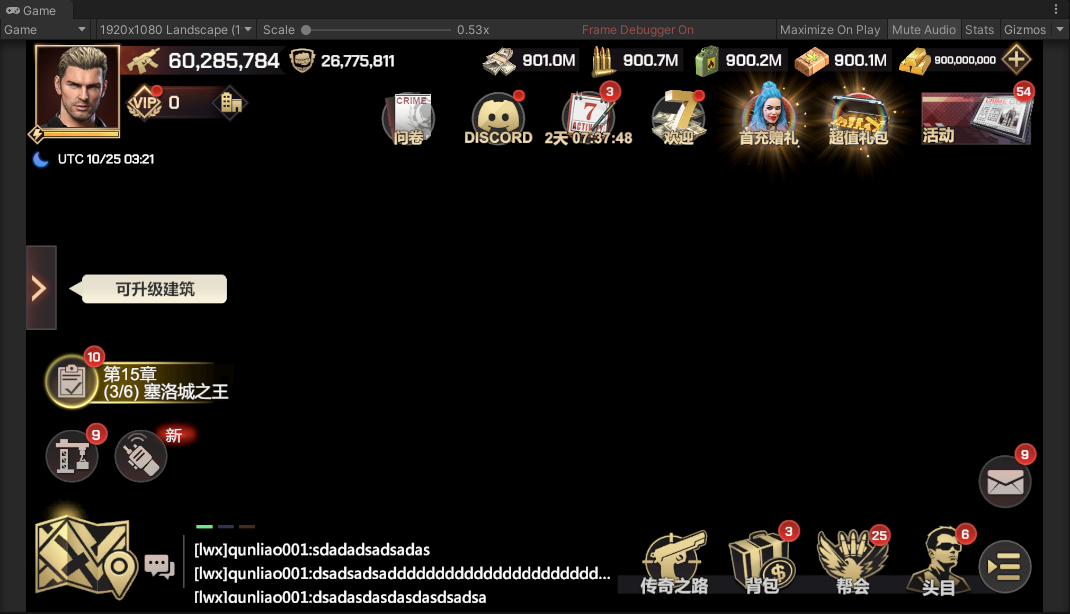 Game
Game
1920x1080 Landscape (1
Scale
0.53x
Frame Debugger On
Maximize On Play
Mute Audio
Stats
Gizmos
60,285,784
26,775,811
901.0M
900.7M
900.2M
900.1M
900,000,000
VIP
0
CRIME
问卷
DISCORD
3
7
2天 07:37:48
7
欢迎
首充赠礼
超值礼包
54
活动
UTC 10/25 03:21
可升级建筑
10
第15章
(3/6) 塞洛城之王
9
新
9
[lwx]qunliao001:sdadadsadsadas
[lwx]qunliao001:dsadsadsadddddddddddddddddddddd...
[lwx]qunliao001:dsadasdasdasdasdsadsa
传奇之路
3
背包
25
帮会
6
头目